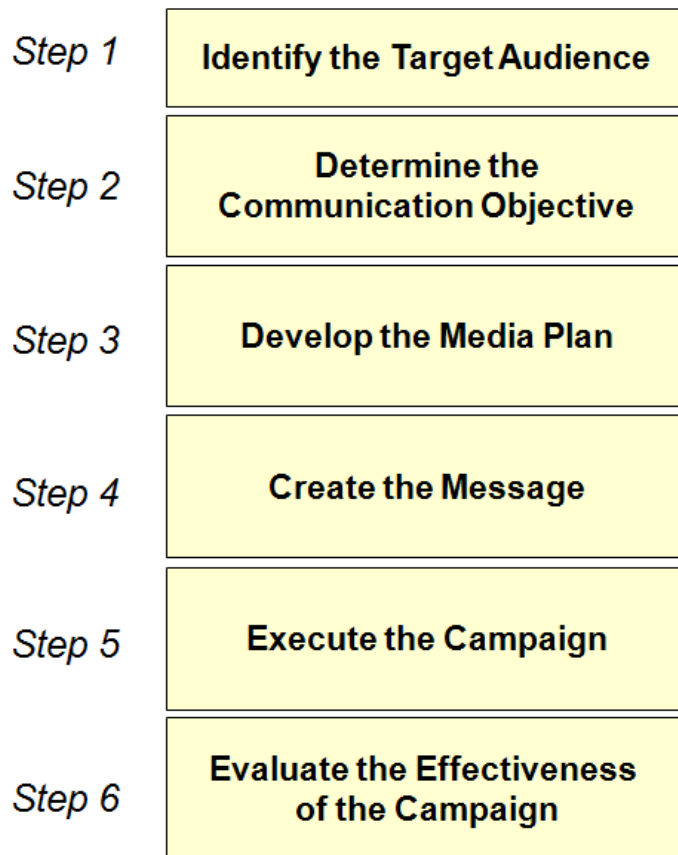 Step 1
Identify the Target Audience
Step 2
Determine the
Communication Objective
Step 3
Develop the Media Plan
Step 4
Create the Message
Step 5
Execute the Campaign
Step 6
Evaluate the Effectiveness
of the Campaign